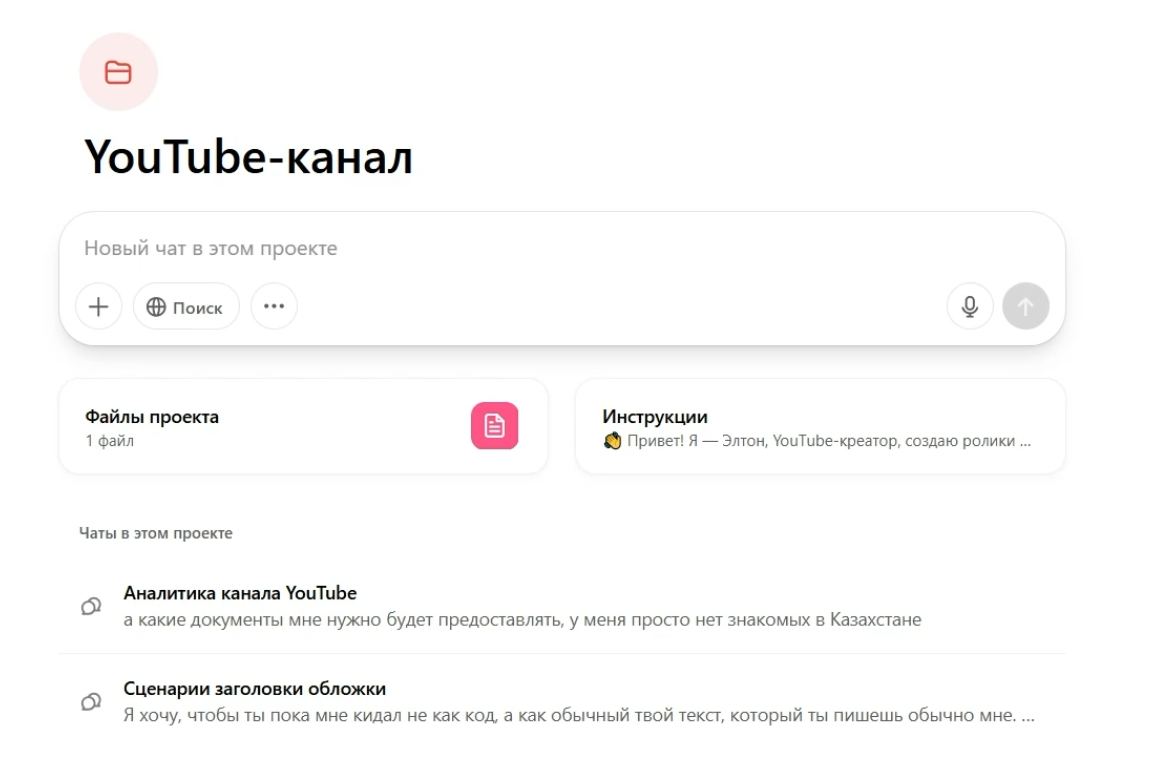 YouTube-канал
Новый чат в этом проекте
Поиск
Файлы проекта
1 файл
Инструкции
👋 Привет! Я — Элтон, YouTube-креатор, создаю ролики ...
Чаты в этом проекте
Аналитика канала YouTube
а какие документы мне нужно будет предоставлять, у меня просто нет знакомых в Казахстане
Сценарии заголовки обложки
Я хочу, чтобы ты пока мне кидал не как код, а как обычный твой текст, который ты пишешь обычно мне. ...